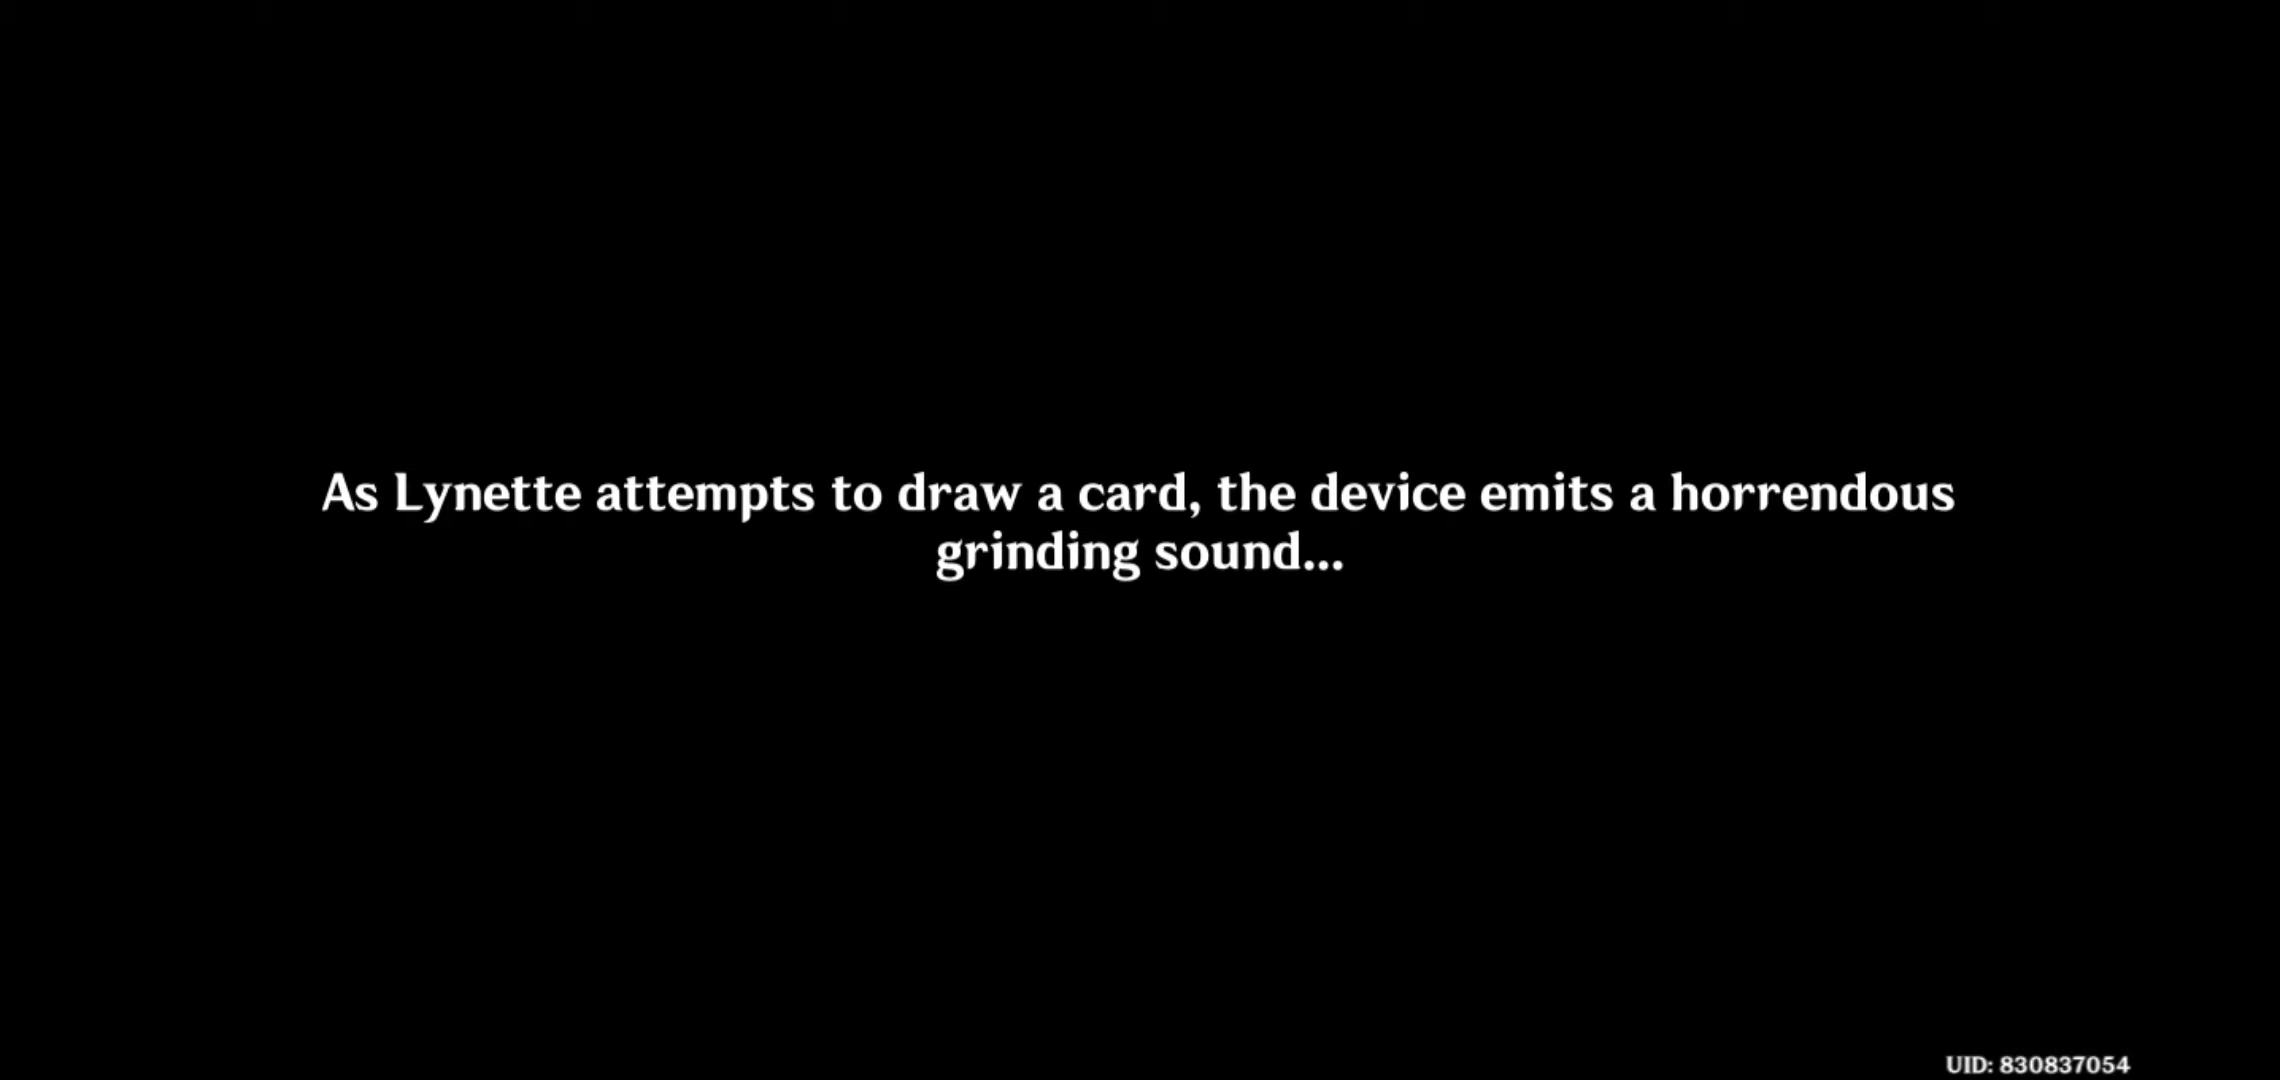 As Lynette attempts to draw a card, the device emits a horrendous
grinding sound...
UID: 830837054